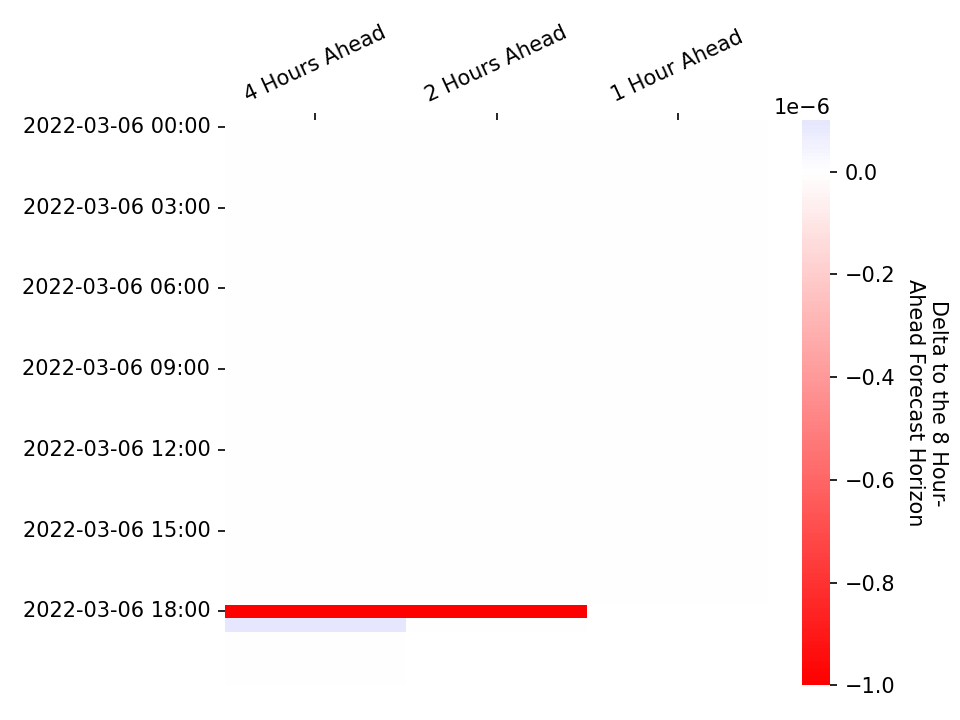 4 Hours Ahead
2 Hours Ahead
1 Hour Ahead
1e−6
2022-03-06 00:00
2022-03-06 03:00
2022-03-06 06:00
2022-03-06 09:00
2022-03-06 12:00
2022-03-06 15:00
2022-03-06 18:00
0.0
−0.2
−0.4
−0.6
−0.8
−1.0
Delta to the 8 Hour-
Ahead Forecast Horizon